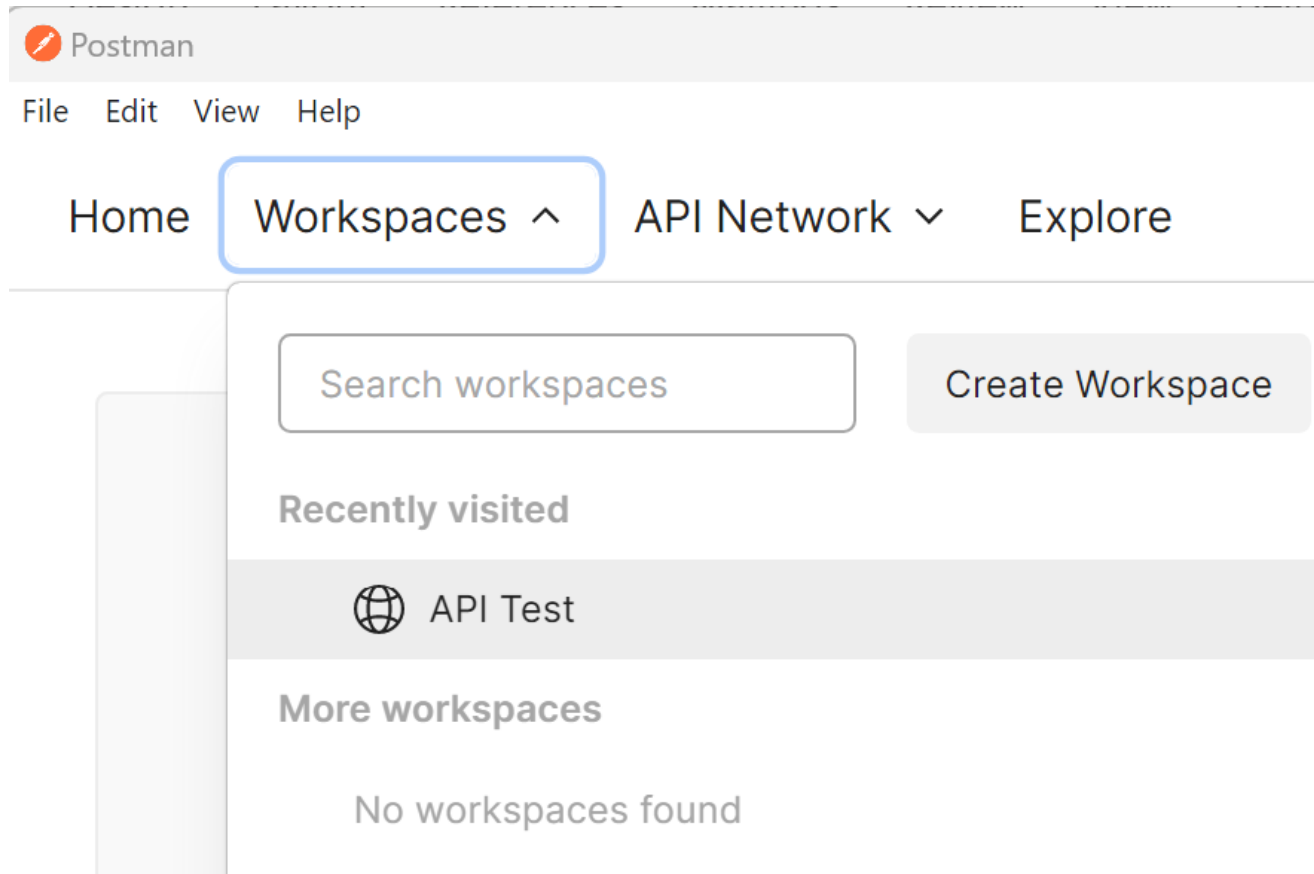 Postman
File Edit View Help
Home Workspaces API Network Explore
Search workspaces Create Workspace
Recently visited
API Test
More workspaces
No workspaces found